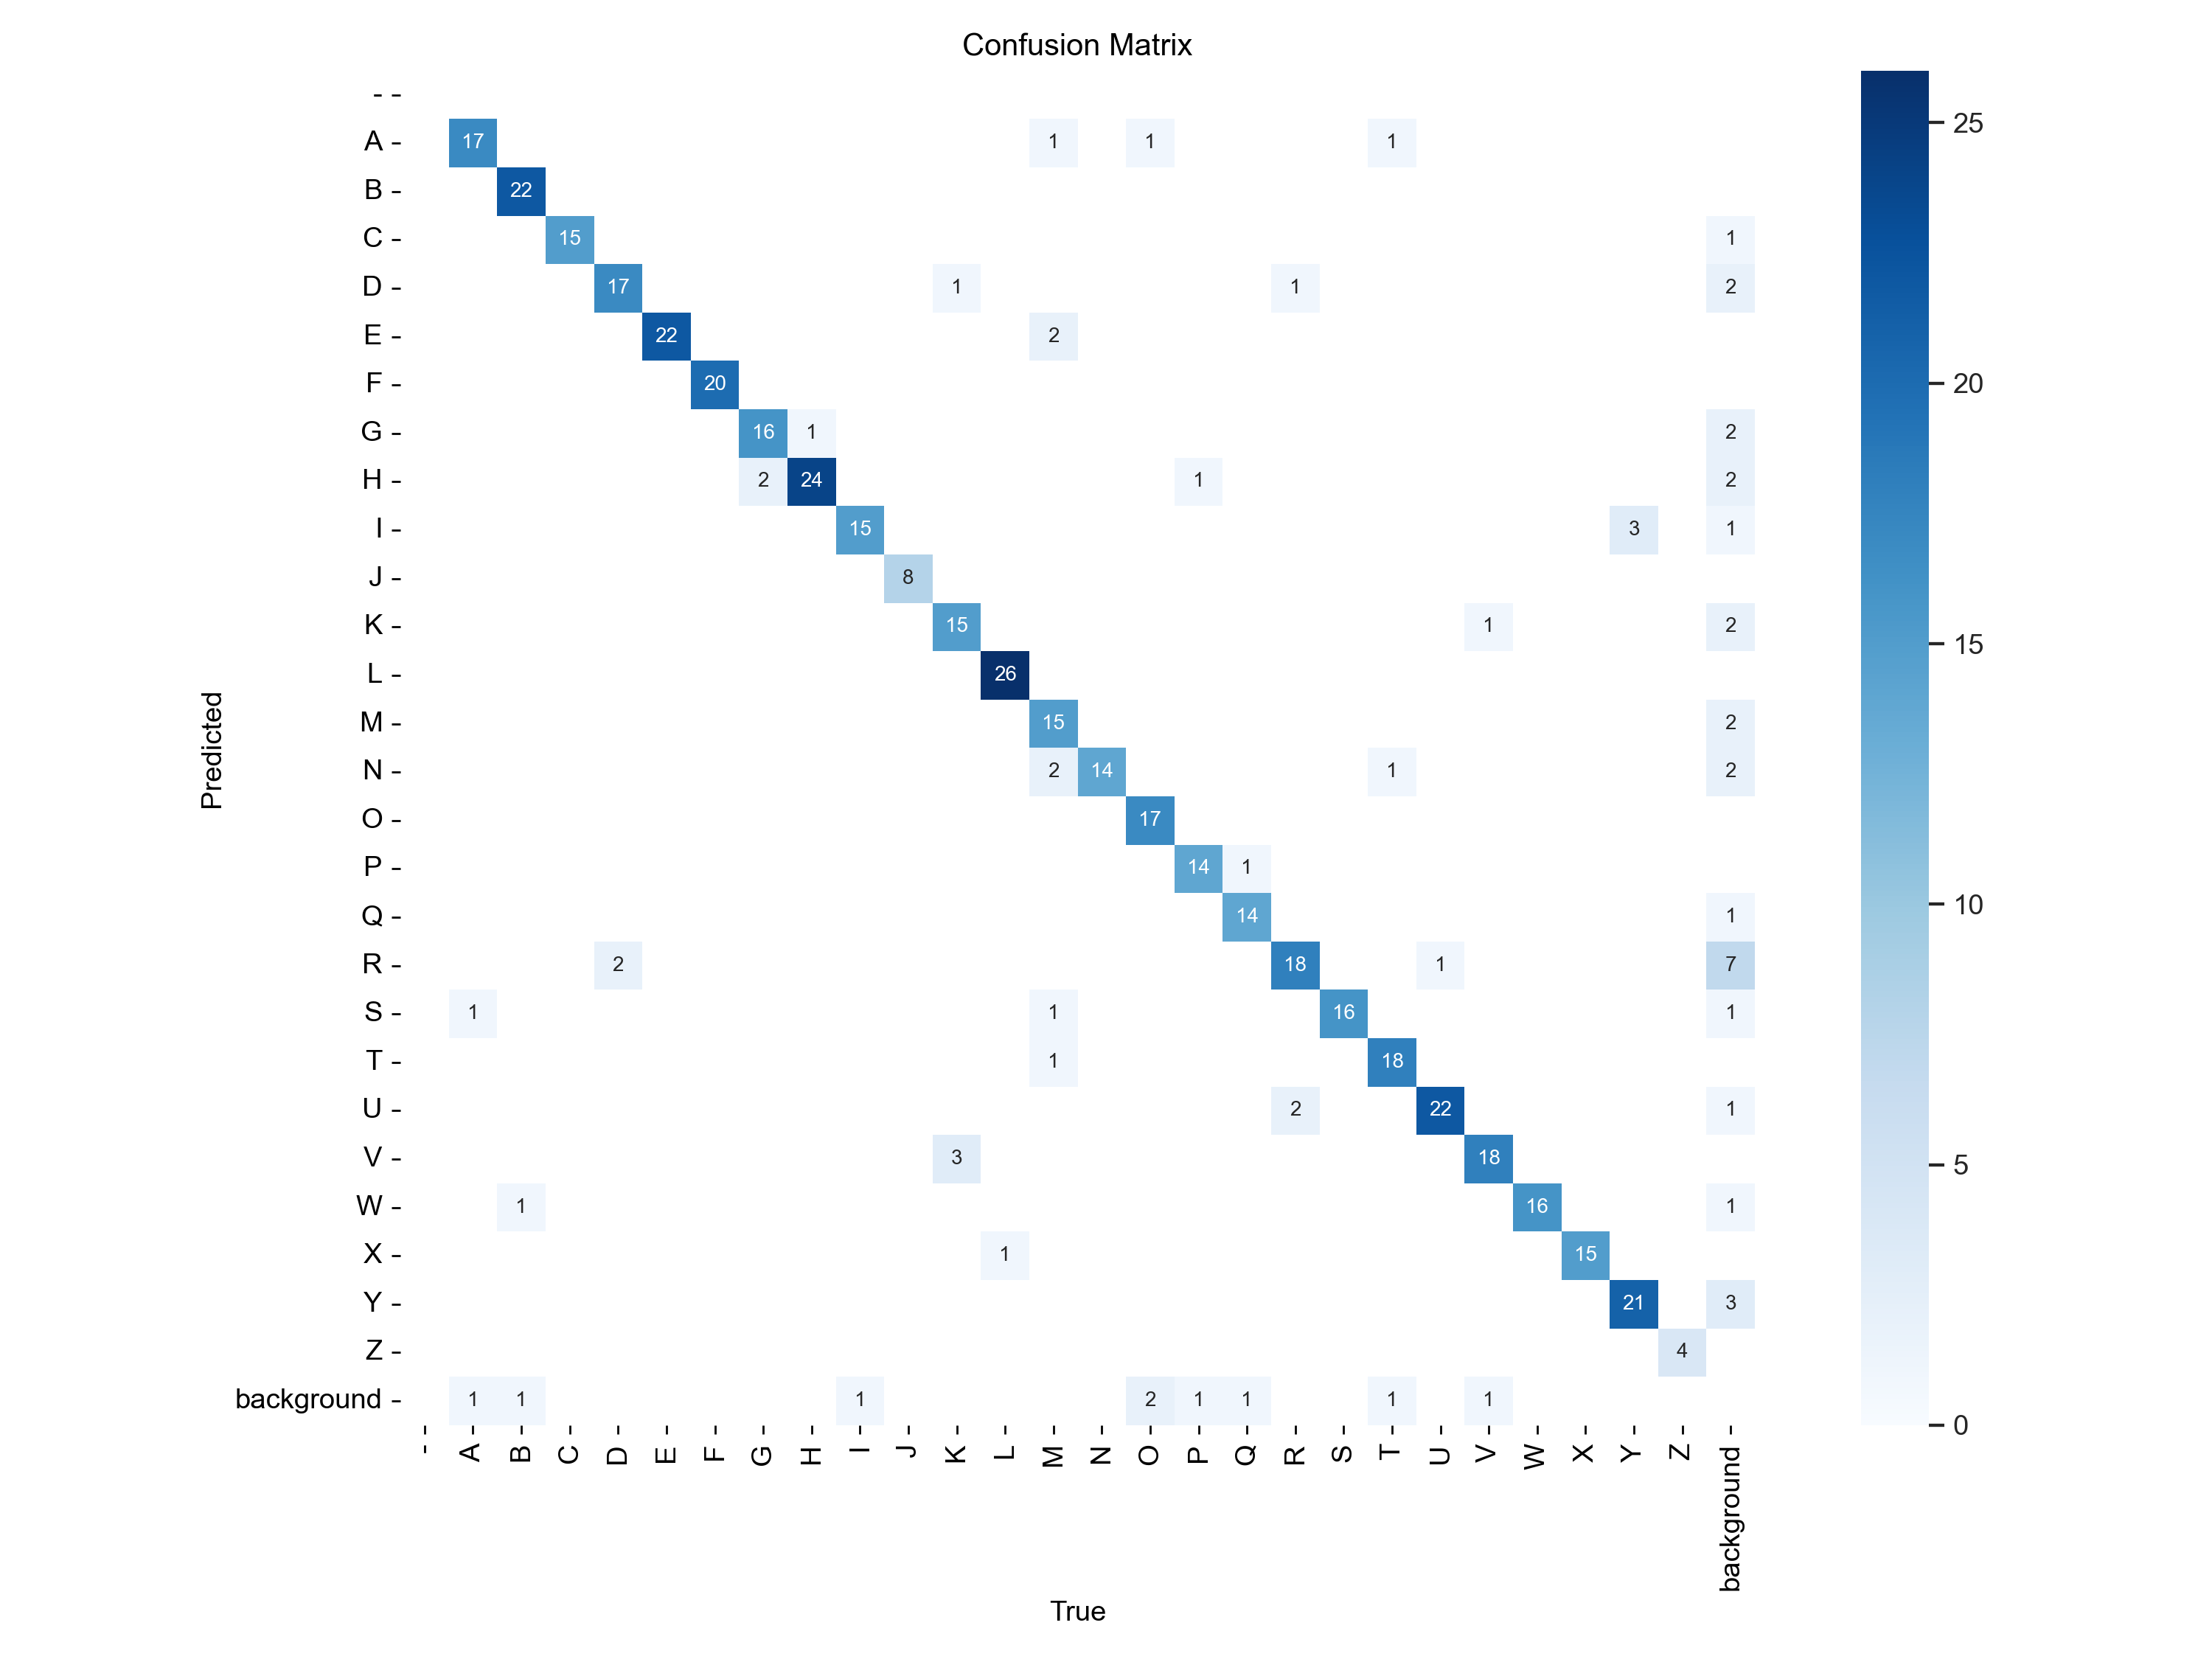 Confusion Matrix
-
A 17 1 1 1
B 22
C 15 1
D 17 1 1 2
E 22 2
F 20
G 16 1 2
H 2 24 1 2
I 15 3 1
J 8
K 15 1 2
L 26
M 15 2
N 2 14 1 2
O 17
P 14 1
Q 14 1
R 2 18 1 7
S 1 1 16 1
T 1 18
U 2 22 1
V 3 18
W 1 16 1
X 1 15
Y 21 3
Z 4
background 1 1 1 2 1 1 1 1
- A B C D E F G H I J K L M N O P Q R S T U V W X Y Z background
True
Predicted
25
20
15
10
5
0